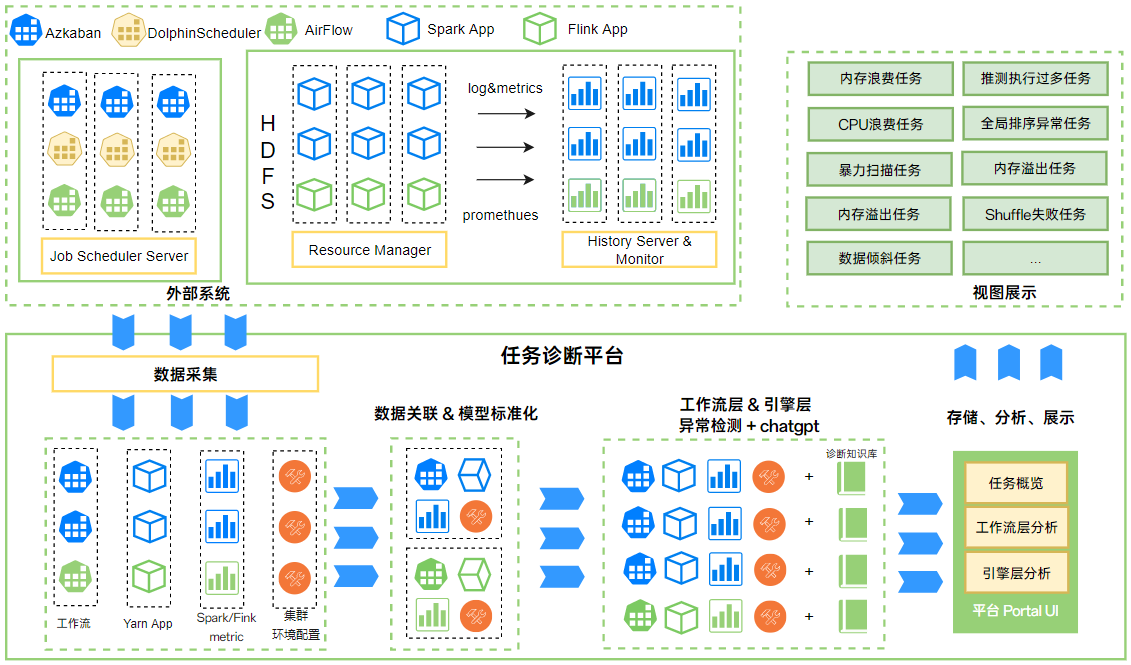 Azkaban
DolphinScheduler
AirFlow
Spark App
Flink App
H
D
F
S
log&metrics
promethues
Job Scheduler Server
Resource Manager
History Server &
Monitor
外部系统
内存浪费任务
推测执行过多任务
CPU浪费任务
全局排序异常任务
暴力扫描任务
内存溢出任务
内存溢出任务
Shuffle失败任务
数据倾斜任务
...
视图展示
任务诊断平台
数据采集
数据关联 & 模型标准化
工作流层 & 引擎层
异常检测 + chatgpt
存储、分析、展示
诊断知识库
+
+
+
+
工作流
Yarn App
Spark/Fink
metric
集群
环境配置
任务概览
工作流层分析
引擎层分析
平台 Portal UI